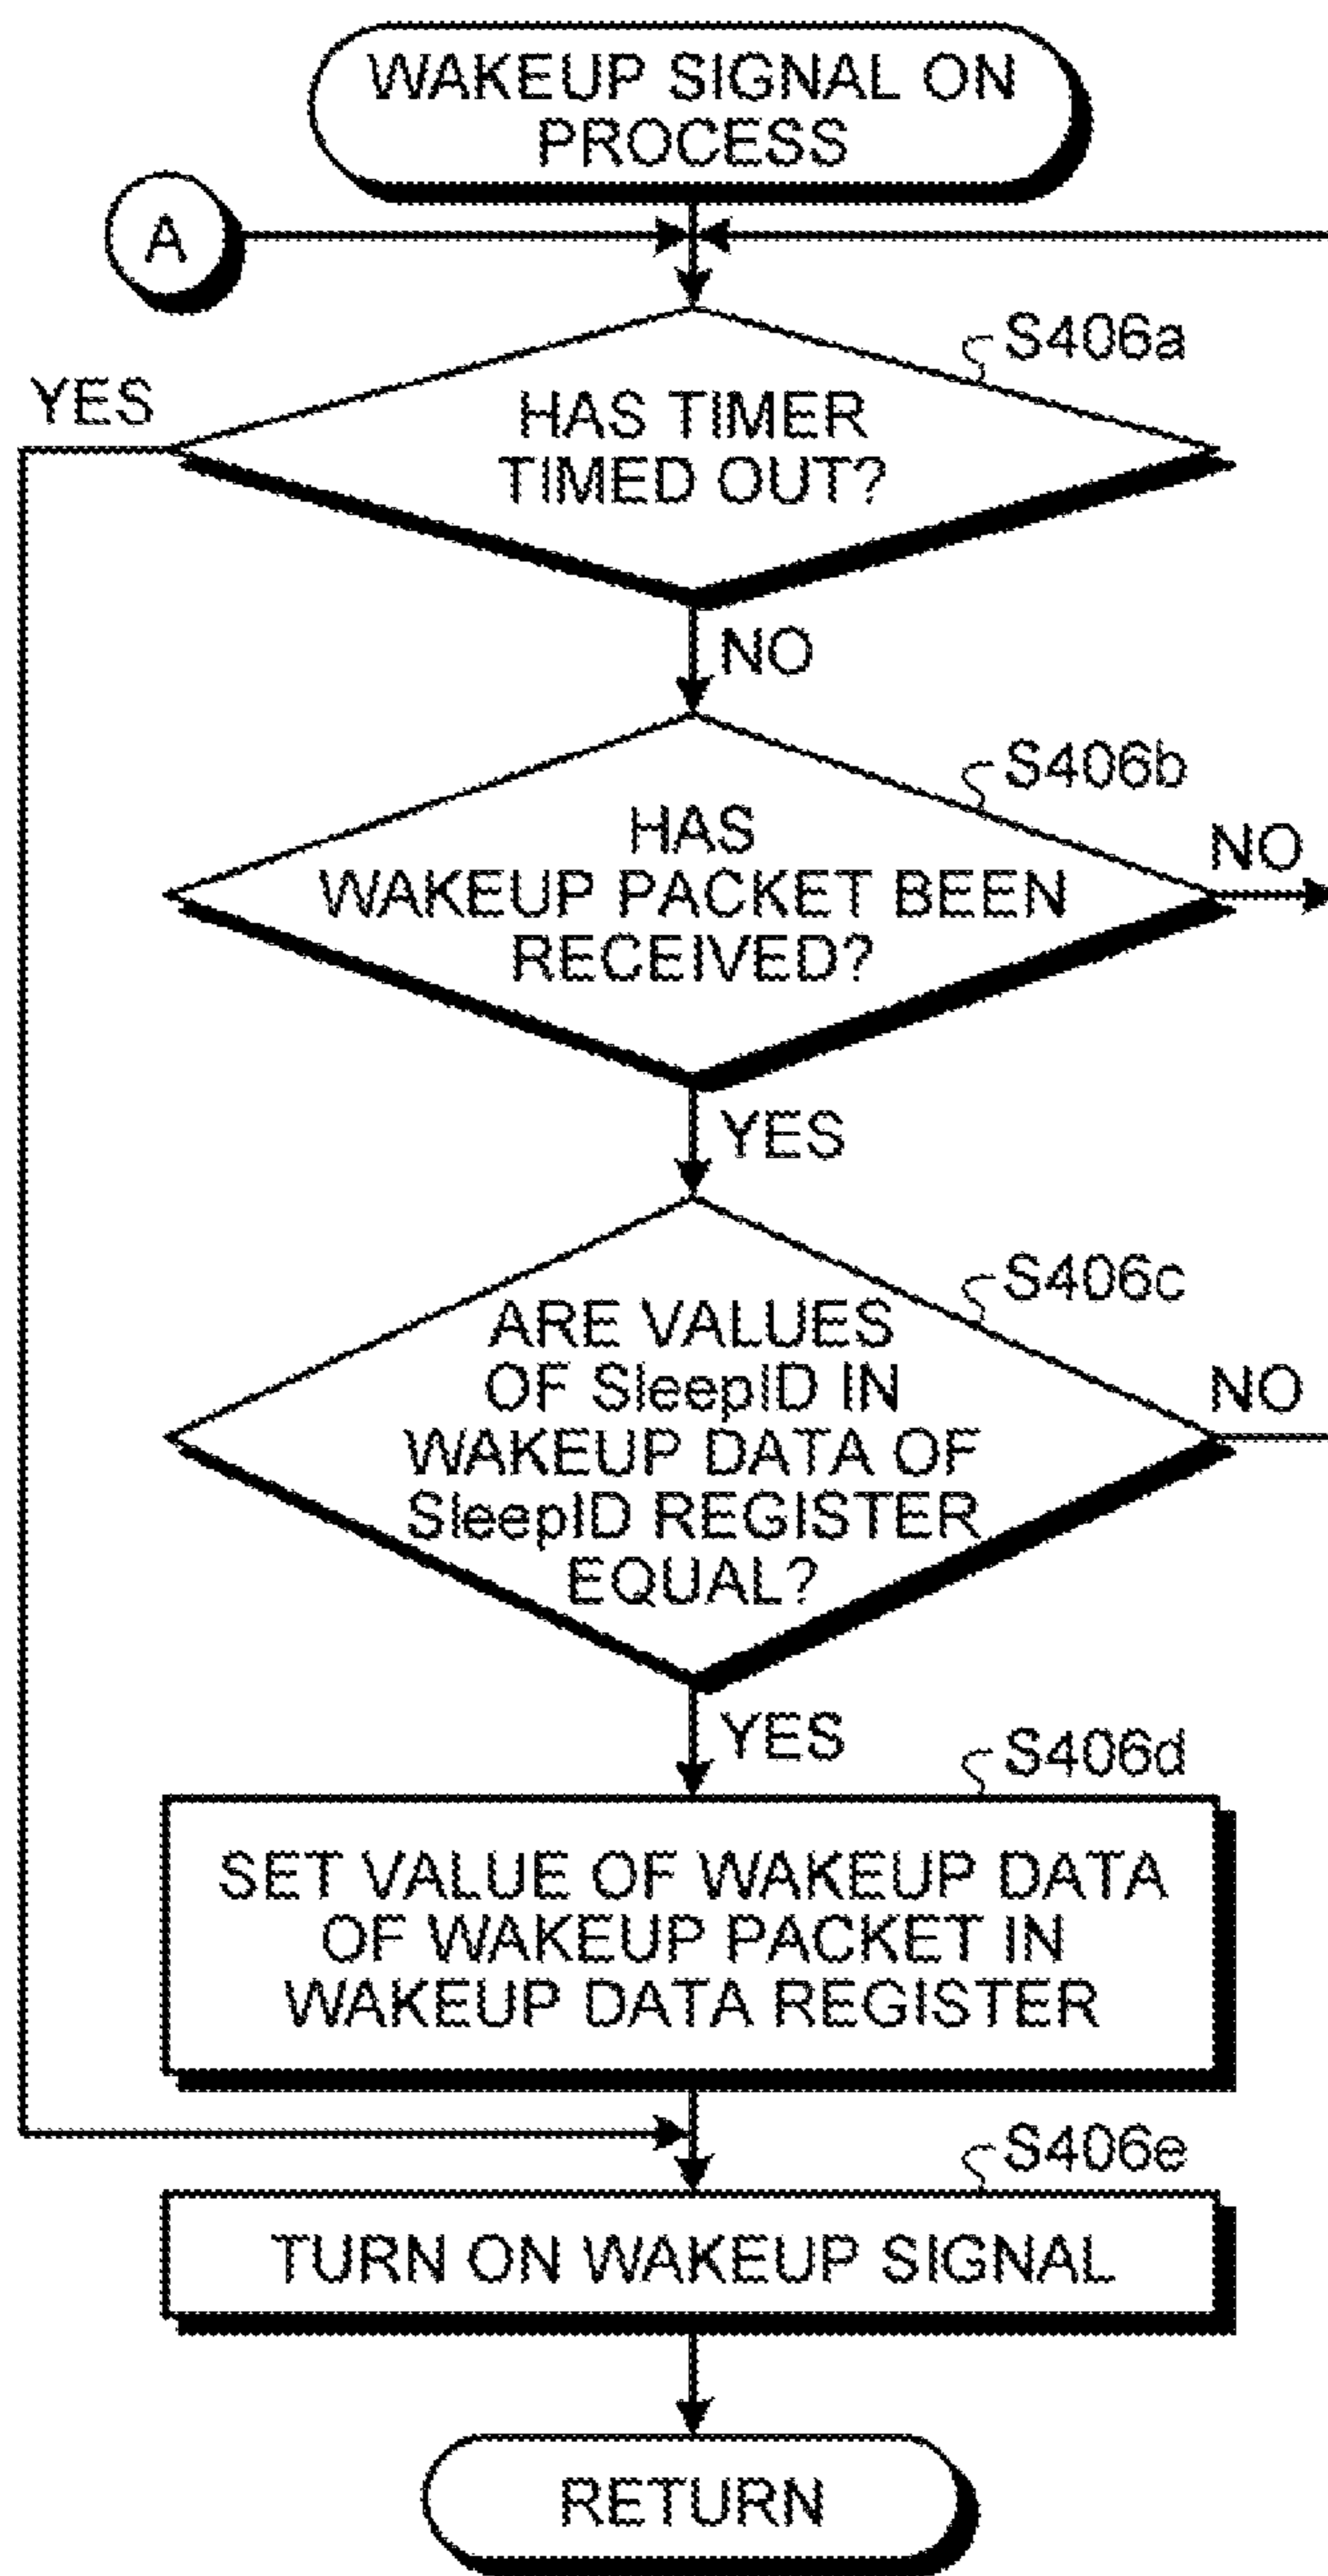 WAKEUP SIGNAL ON
PROCESS
A
S406a
YES
HAS TIMER
TIMED OUT?
NO
S406b
HAS
WAKEUP PACKET BEEN
RECEIVED?
NO
YES
S406c
ARE VALUES
OF SleepID IN
WAKEUP DATA OF
SleepID REGISTER
EQUAL?
NO
YES
S406d
SET VALUE OF WAKEUP DATA
OF WAKEUP PACKET IN
WAKEUP DATA REGISTER
S406e
TURN ON WAKEUP SIGNAL
RETURN